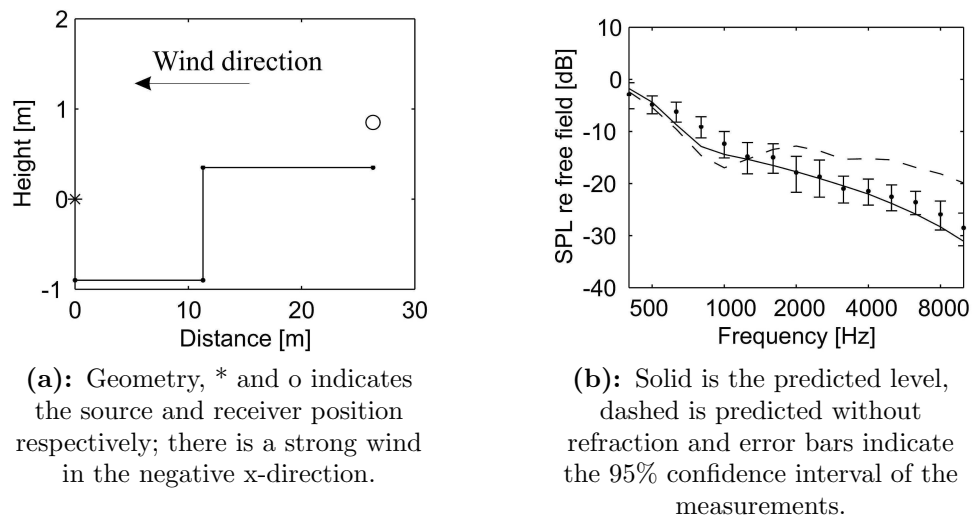 2
1
0
-1
Height [m]
Wind direction
0
10
20
30
Distance [m]
(a): Geometry, * and o indicates
the source and receiver position
respectively; there is a strong wind
in the negative x-direction.
10
0
-10
-20
-30
-40
SPL re free field [dB]
500
1000
2000
4000
8000
Frequency [Hz]
(b): Solid is the predicted level,
dashed is predicted without
refraction and error bars indicate
the 95% confidence interval of the
measurements.